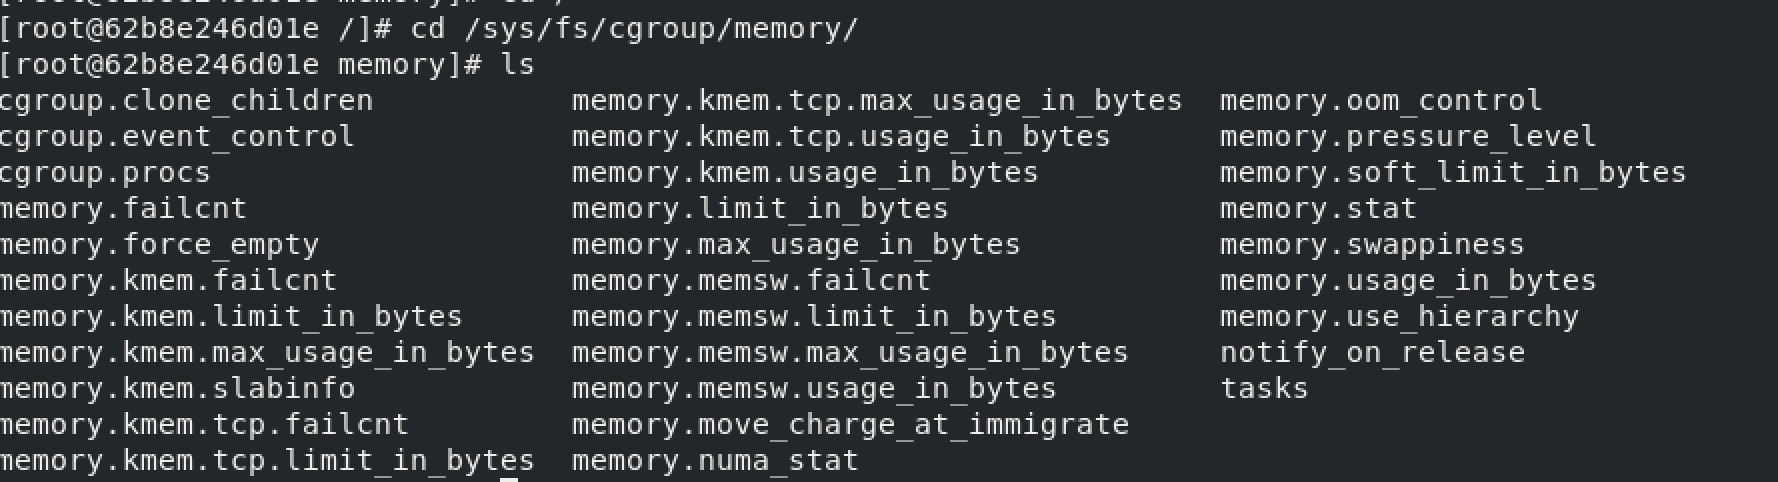 [root@62b8e246d01e /]# cd /sys/fs/cgroup/memory/
[root@62b8e246d01e memory]# ls
cgroup.clone_children memory.kmem.tcp.max_usage_in_bytes memory.oom_control
cgroup.event_control memory.kmem.tcp.usage_in_bytes memory.pressure_level
cgroup.procs memory.kmem.usage_in_bytes memory.soft_limit_in_bytes
memory.failcnt memory.limit_in_bytes memory.stat
memory.force_empty memory.max_usage_in_bytes memory.swappiness
memory.kmem.failcnt memory.memsw.failcnt memory.usage_in_bytes
memory.kmem.limit_in_bytes memory.memsw.limit_in_bytes memory.use_hierarchy
memory.kmem.max_usage_in_bytes memory.memsw.max_usage_in_bytes notify_on_release
memory.kmem.slabinfo memory.memsw.usage_in_bytes tasks
memory.kmem.tcp.failcnt memory.move_charge_at_immigrate
memory.kmem.tcp.limit_in_bytes memory.numa_stat